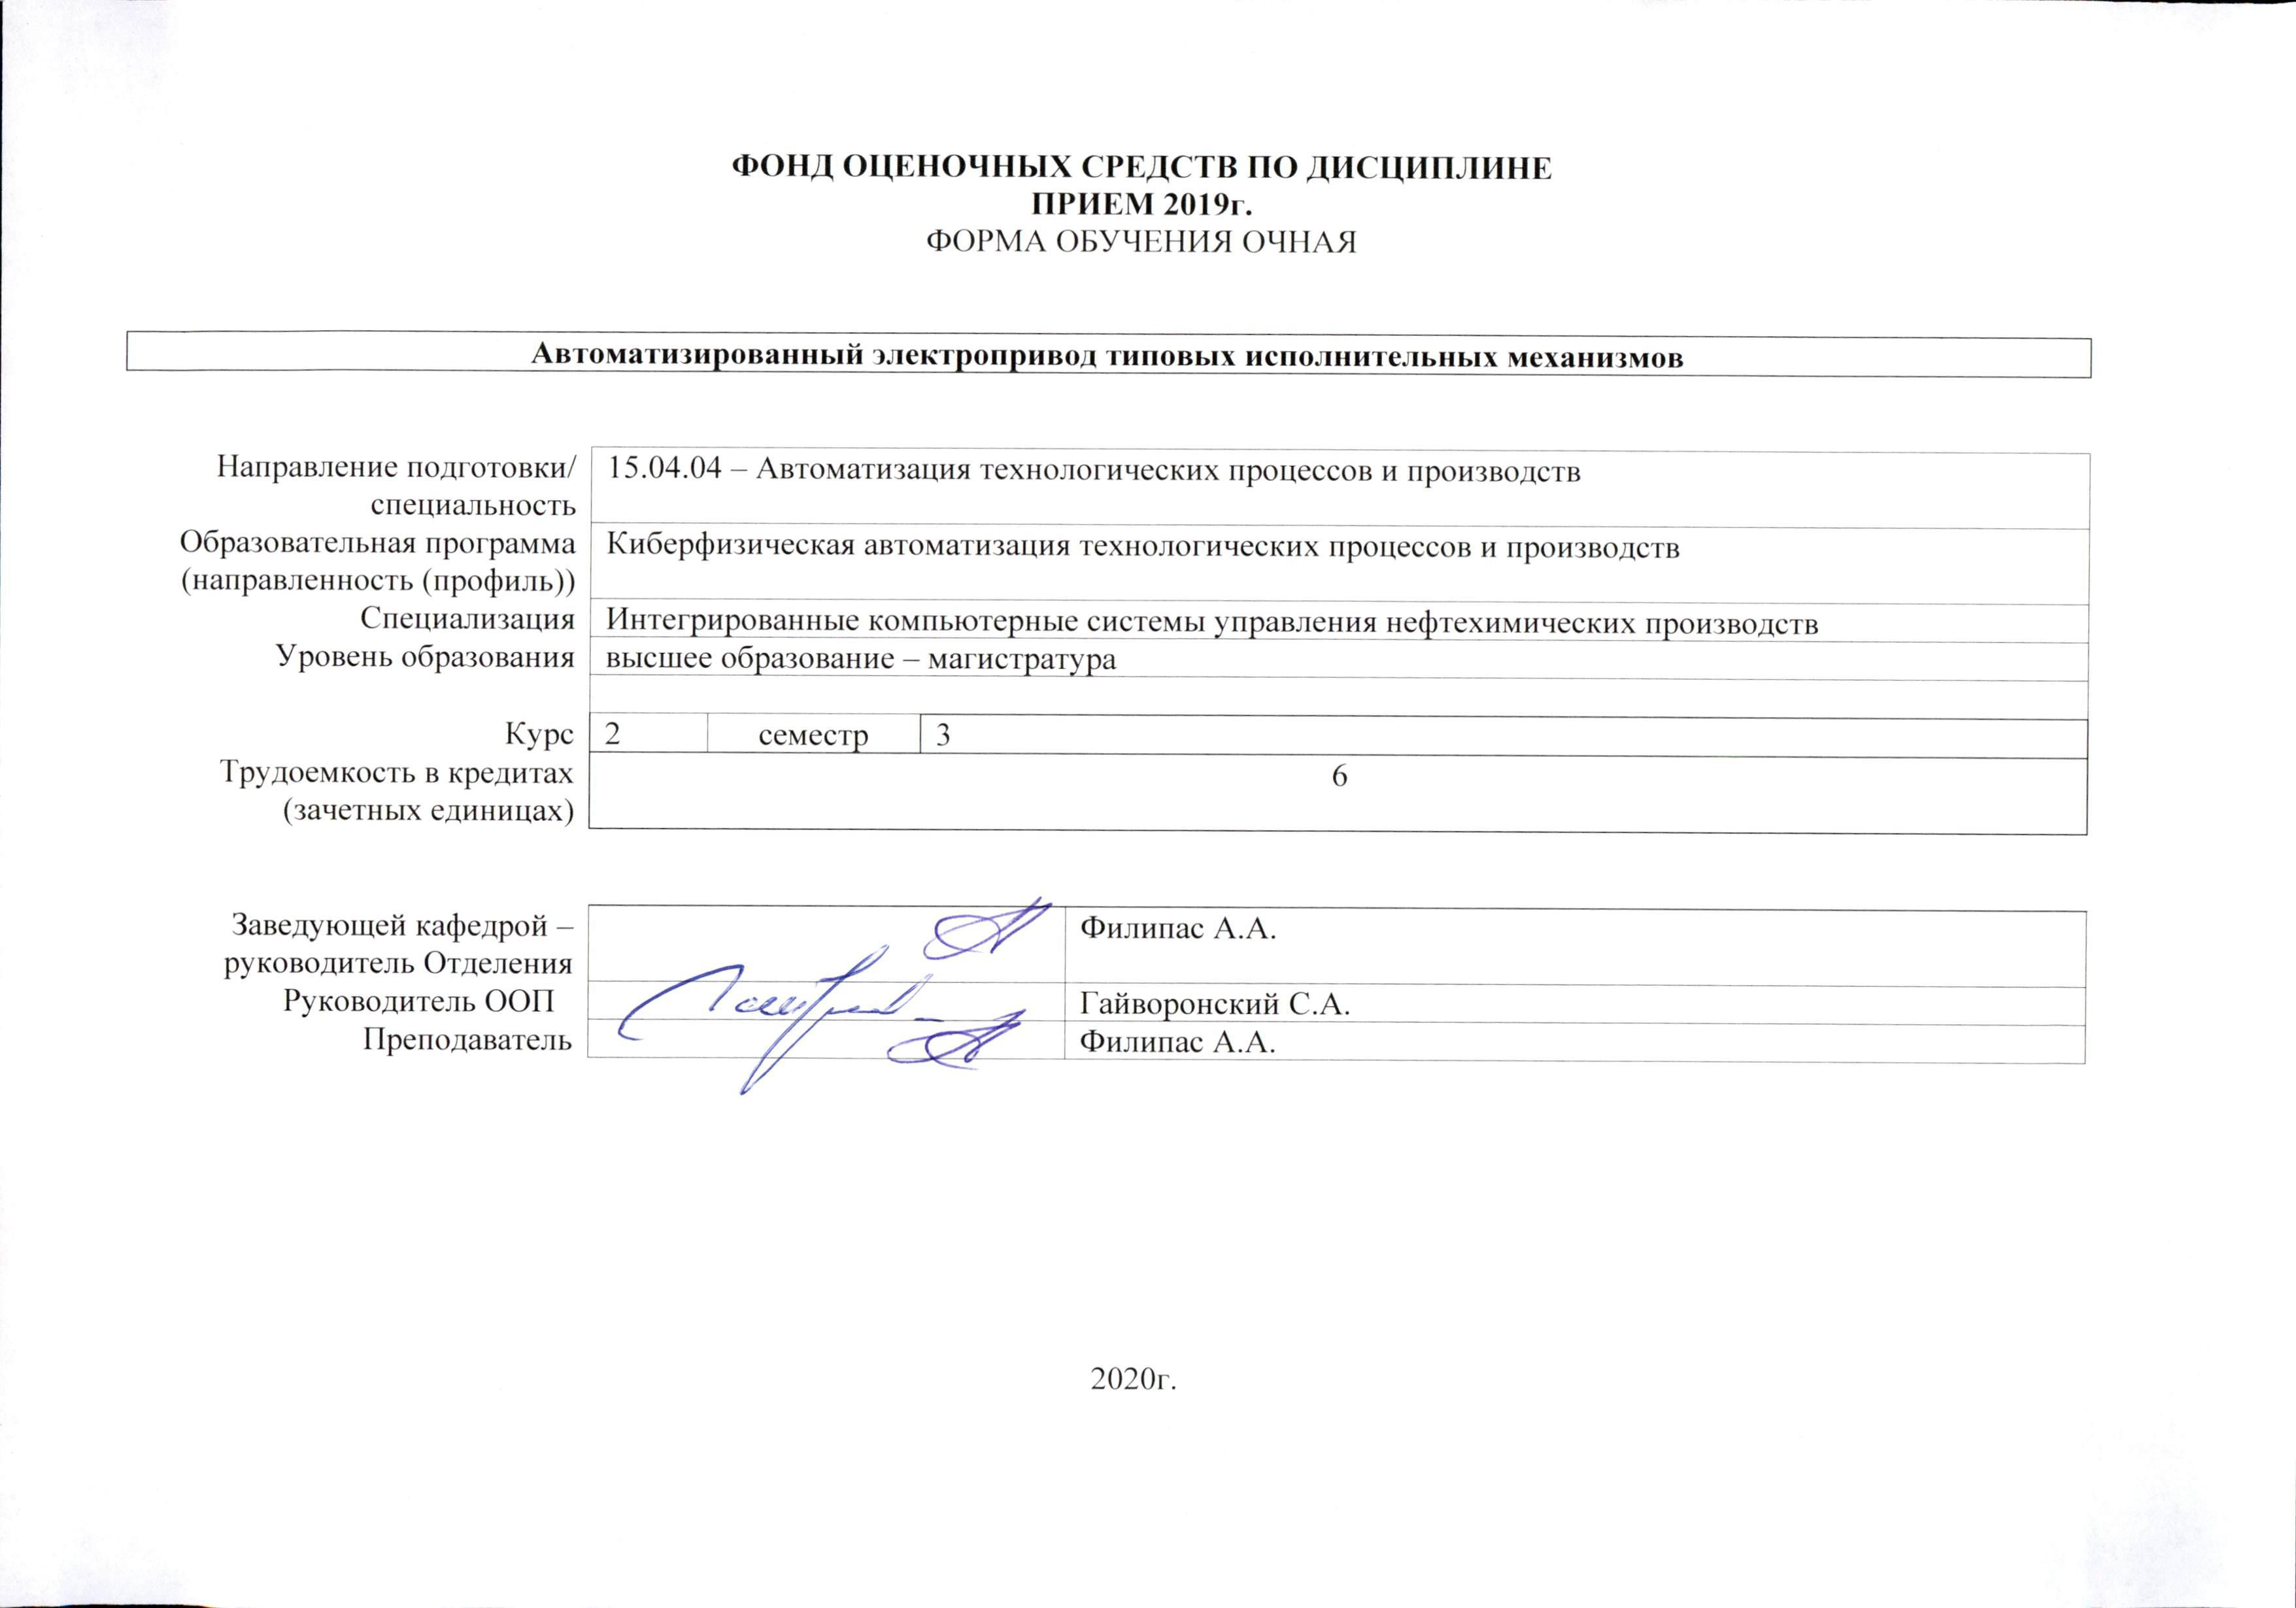 ФОНД ОЦЕНОЧНЫХ СРЕДСТВ ПО ДИСЦИПЛИНЕ
ПРИЕМ 2019г.
ФОРМА ОБУЧЕНИЯ ОЧНАЯ
Автоматизированный электропривод типовых исполнительных механизмов
Направление подготовки/ 15.04.04 – Автоматизация технологических процессов и производств
специальность
Образовательная программа Киберфизическая автоматизация технологических процессов и производств
(направленность (профиль))
Специализация Интегрированные компьютерные системы управления нефтехимических производств
Уровень образования высшее образование – магистратура
Курс 2 семестр 3
Трудоемкость в кредитах 6
(зачетных единицах)
Заведующей кафедрой – Филипас А.А.
руководитель Отделения
Руководитель ООП Гайворонский С.А.
Преподаватель Филипас А.А.
2020г.